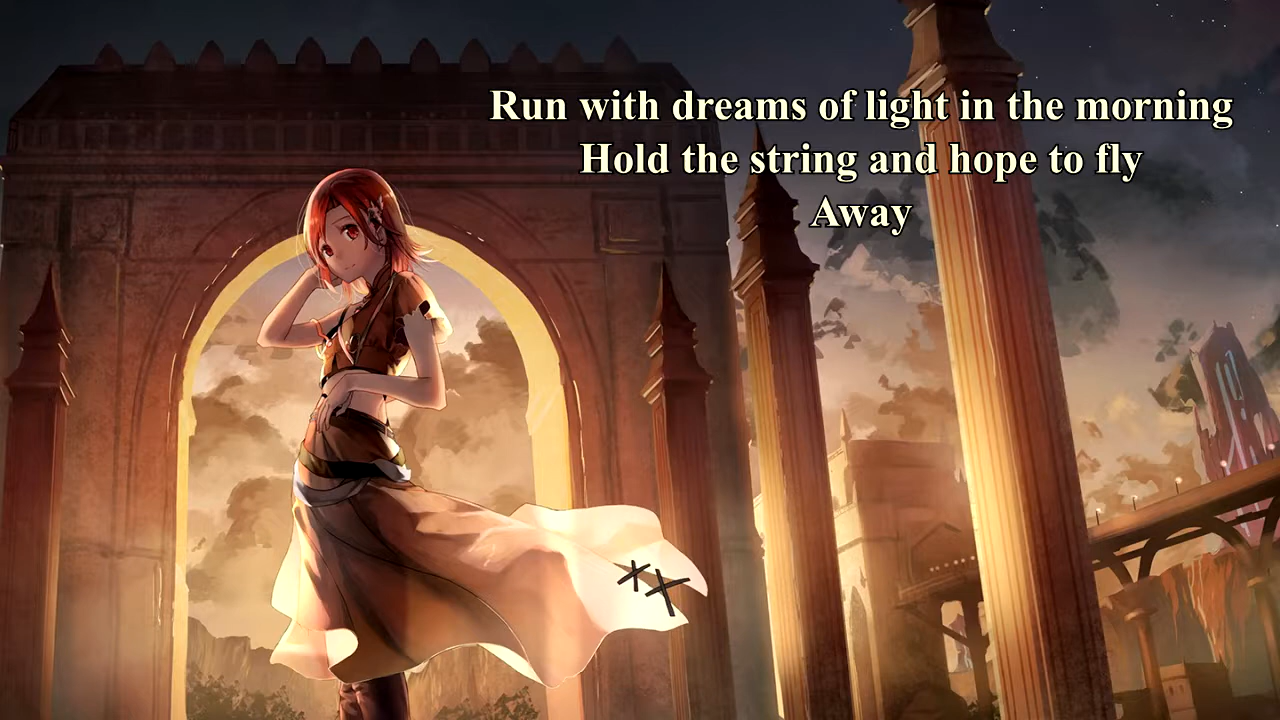 Run with dreams of light in the morning
Hold the string and hope to fly
Away